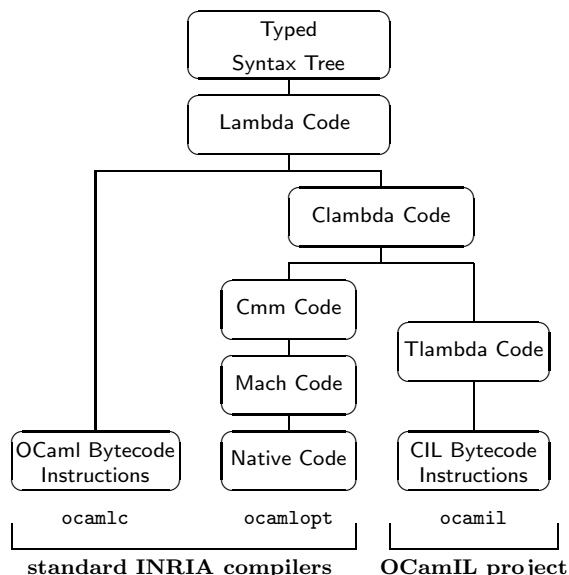 Typed
Syntax Tree
Lambda Code
Clambda Code
Cmm Code
Tlambda Code
Mach Code
OCaml Bytecode
Instructions
Native Code
CIL Bytecode
Instructions
ocamlc
ocamlopt
ocamil
standard INRIA compilers
OCamIL project